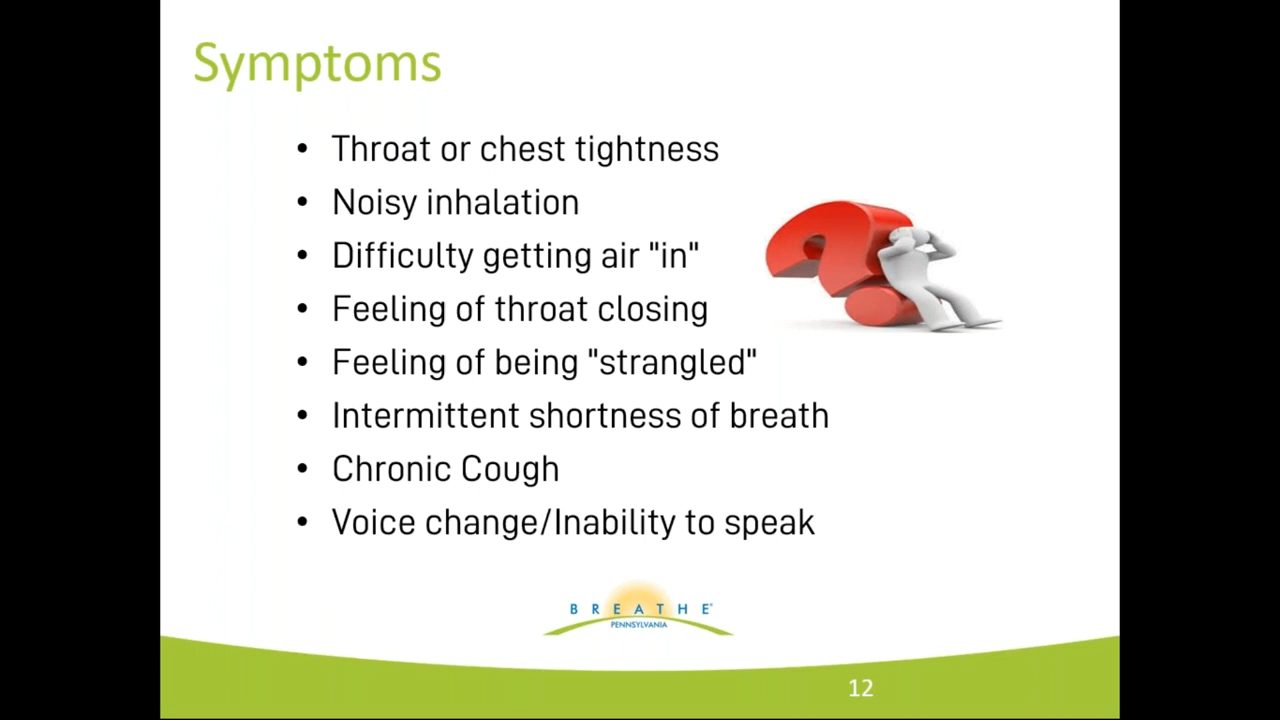 Symptoms
• Throat or chest tightness
• Noisy inhalation
• Difficulty getting air "in"
• Feeling of throat closing
• Feeling of being "strangled"
• Intermittent shortness of breath
• Chronic Cough
• Voice change/Inability to speak
BREATHE®
PENNSYLVANIA
12